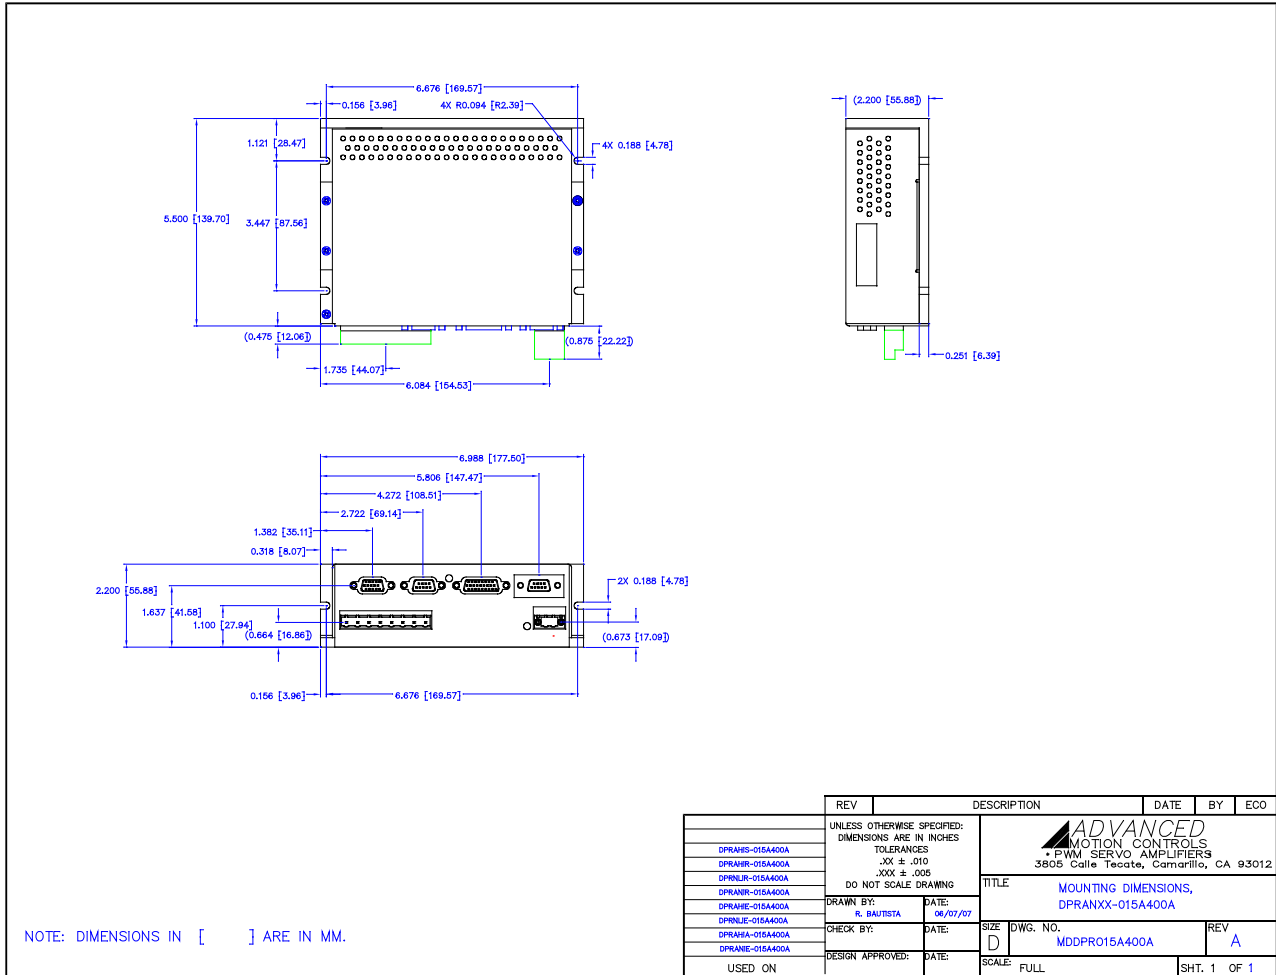 6.676 [169.57]
0.156 [3.96]
4X R0.094 [R2.39]
(2.200 [55.88])
1.121 [28.47]
4X 0.188 [4.78]
5.500 [139.70]
3.447 [87.56]
(0.475 [12.06])
(0.875 [22.22])
0.251 [6.39]
1.735 [44.07]
6.084 [154.53]
6.988 [177.50]
5.806 [147.47]
4.272 [108.51]
2.722 [69.14]
1.382 [35.11]
0.318 [8.07]
2.200 [55.88]
2X 0.188 [4.78]
1.637 [41.58]
1.100 [27.94]
(0.664 [16.86])
(0.673 [17.09])
0.156 [3.96]
6.676 [169.57]
NOTE: DIMENSIONS IN [ ] ARE IN MM.
REV DESCRIPTION DATE BY ECO
DPRAHIS-015A400A
DPRAHIR-015A400A
DPRNLIR-015A400A
DPRANIR-015A400A
DPRAHIE-015A400A
DPRNLIE-015A400A
DPRAHIA-015A400A
DPRANIE-015A400A
USED ON
UNLESS OTHERWISE SPECIFIED:
DIMENSIONS ARE IN INCHES
TOLERANCES
.XX ± .010
.XXX ± .005
DO NOT SCALE DRAWING
DRAWN BY:
R. BAUTISTA
DATE:
06/07/07
CHECK BY:
DATE:
DESIGN APPROVED:
DATE:
ADVANCED
MOTION CONTROLS
• PWM SERVO AMPLIFIERS
3805 Calle Tecate, Camarillo, CA 93012
TITLE
MOUNTING DIMENSIONS,
DPRANXX-015A400A
SIZE
D
DWG. NO.
MDDPRO15A400A
REV
A
SCALE: FULL
SHT. 1 OF 1